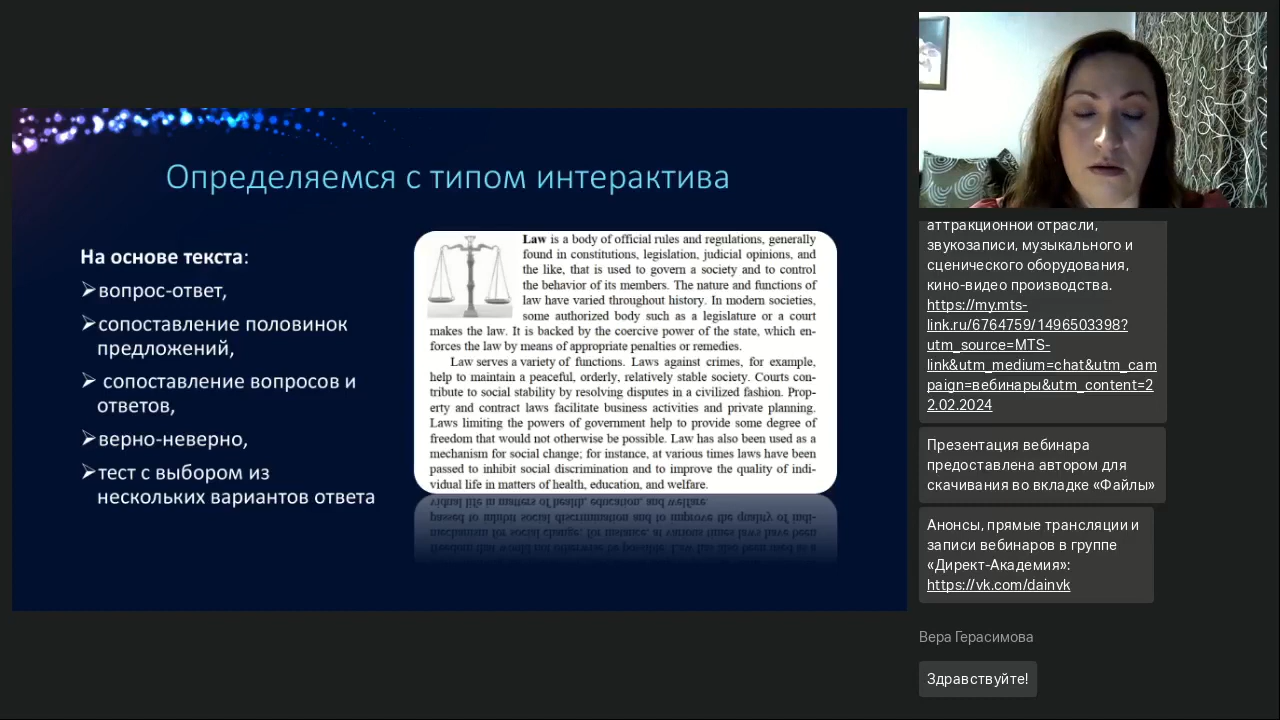 Определяемся с типом интерактива
На основе текста:
➢вопрос-ответ,
➢сопоставление половинок
предложений,
➢ сопоставление вопросов и
ответов,
➢верно-неверно,
➢тест с выбором из
нескольких вариантов ответа
Law is a body of official rules and regulations, generally
found in constitutions, legislation, judicial opinions, and
the like, that is used to govern a society and to control
the behavior of its members. The nature and functions of
law have varied throughout history. In modern societies,
some authorized body such as a legislature or a court
makes the law. It is backed by the coercive power of the state, which en-
forces the law by means of appropriate penalties or remedies.
Law serves a variety of functions. Laws against crimes, for example,
help to maintain a peaceful, orderly, relatively stable society. Courts con-
tribute to social stability by resolving disputes in a civilized fashion. Prop-
erty and contract laws facilitate business activities and private planning.
Laws limiting the powers of government help to provide some degree of
freedom that would not otherwise be possible. Law has also been used as a
mechanism for social change; for instance, at various times laws have been
passed to inhibit social discrimination and to improve the quality of indi-
vidual life in matters of health, education, and welfare.
аттракционной отрасли,
звукозаписи, музыкального и
сценического оборудования,
кино-видео производства.
https://my.mts-
link.ru/6764759/1496503398?
utm_source=MTS-
link&utm_medium=chat&utm_cam
paign=вебинары&utm_content=2
2.02.2024
Презентация вебинара
предоставлена автором для
скачивания во вкладке «Файлы»
Анонсы, прямые трансляции и
записи вебинаров в группе
«Директ-Академия»:
https://vk.com/dainvk
Вера Герасимова
Здравствуйте!